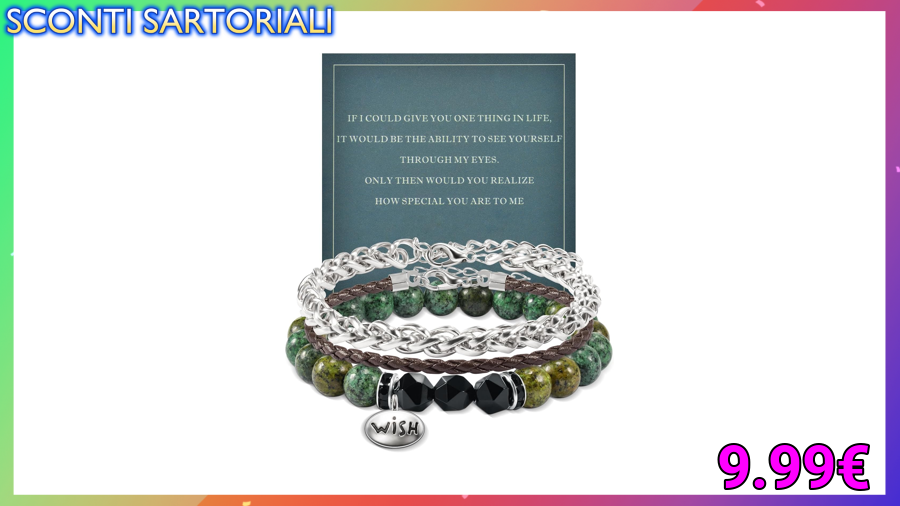 SCONTI SARTORIALI
IF I COULD GIVE YOU ONE THING IN LIFE,
IT WOULD BE THE ABILITY TO SEE YOURSELF
THROUGH MY EYES.
ONLY THEN WOULD YOU REALIZE
HOW SPECIAL YOU ARE TO ME
WiSH
9.99€